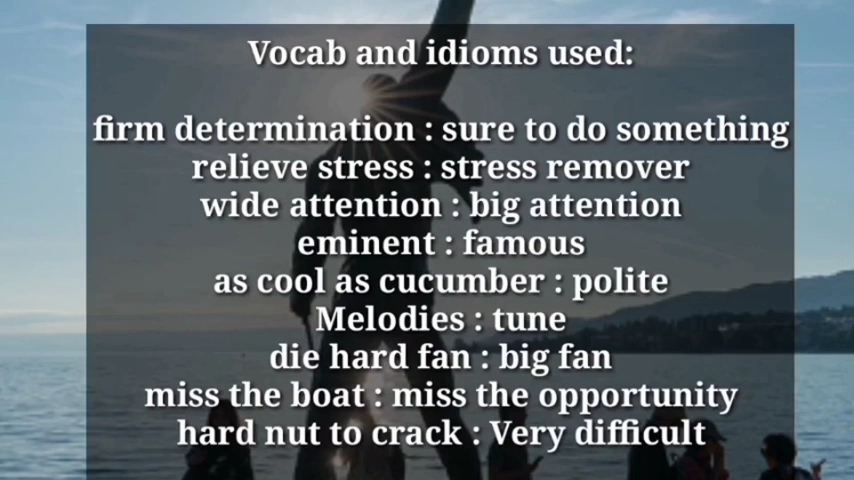 Vocab and idioms used:
firm determination : sure to do something
relieve stress : stress remover
wide attention : big attention
eminent : famous
as cool as cucumber : polite
Melodies : tune
die hard fan : big fan
miss the boat : miss the opportunity
hard nut to crack : Very difficult